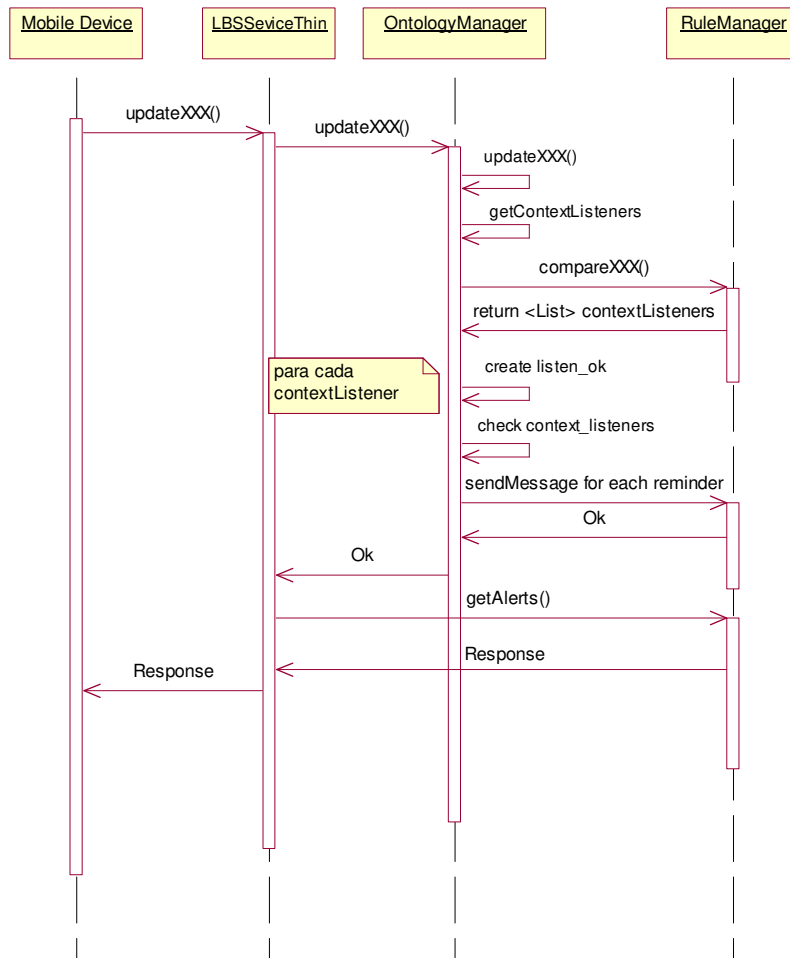 Mobile Device
LBSSeviceThin
OntologyManager
RuleManager
updateXXX()
updateXXX()
updateXXX()
getContextListeners
compareXXX()
return <List> contextListeners
para cada
contextListener
create listen_ok
check context_listeners
sendMessage for each reminder
Ok
Ok
getAlerts()
Response
Response